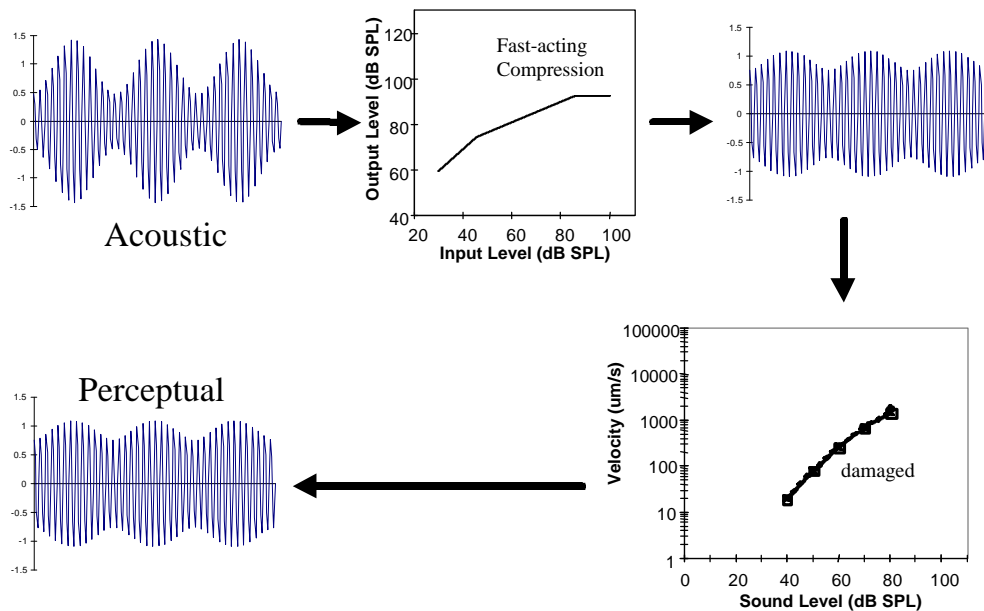 1.5
1
0.5
0
-0.5
-1
-1.5
Acoustic
Output Level (dB SPL)
120
100
80
60
40
Fast-acting
Compression
20 40 60 80 100
Input Level (dB SPL)
1.5
1
0.5
0
-0.5
-1
-1.5
Perceptual
1.5
1
0.5
0
-0.5
-1
-1.5
Velocity (um/s)
100000
10000
1000
100
10
1
damaged
0 20 40 60 80 100
Sound Level (dB SPL)